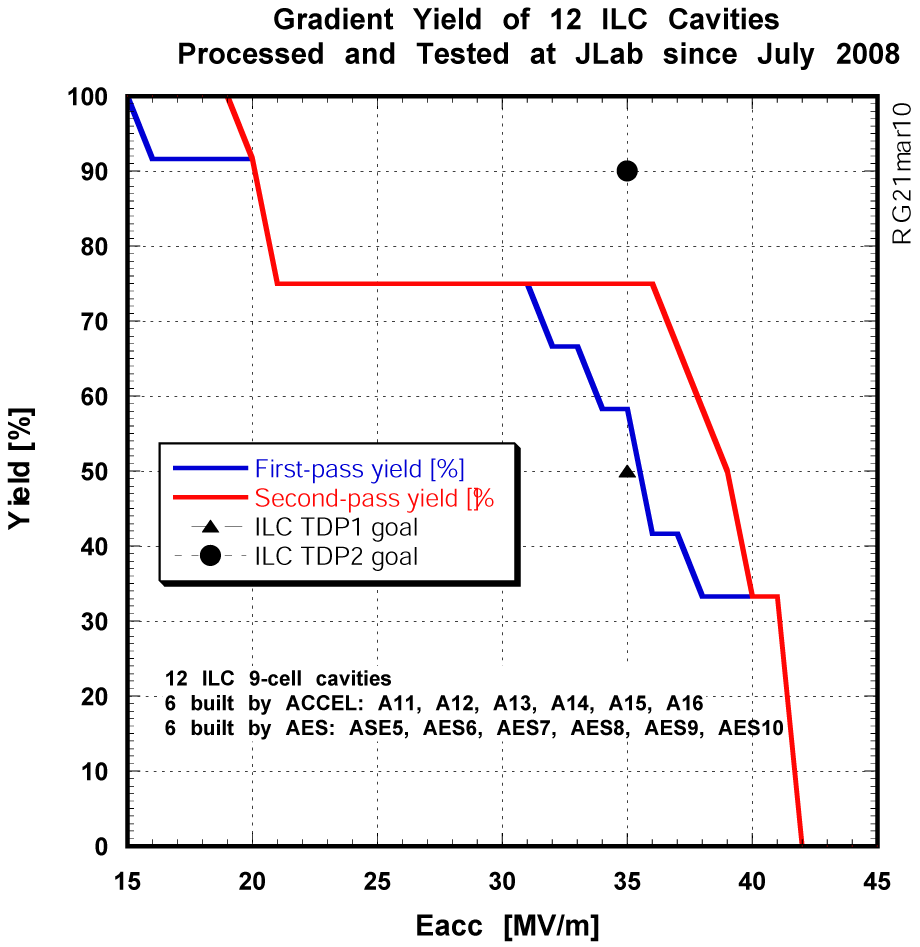 Gradient Yield of 12 ILC Cavities
Processed and Tested at JLab since July 2008
RG21mar10
100
90
80
70
60
50
40
30
20
10
0
Yield [%]
First-pass yield [%]
Second-pass yield [%
ILC TDP1 goal
ILC TDP2 goal
12 ILC 9-cell cavities
6 built by ACCEL: A11, A12, A13, A14, A15, A16
6 built by AES: ASE5, AES6, AES7, AES8, AES9, AES10
15 20 25 30 35 40 45
Eacc [MV/m]